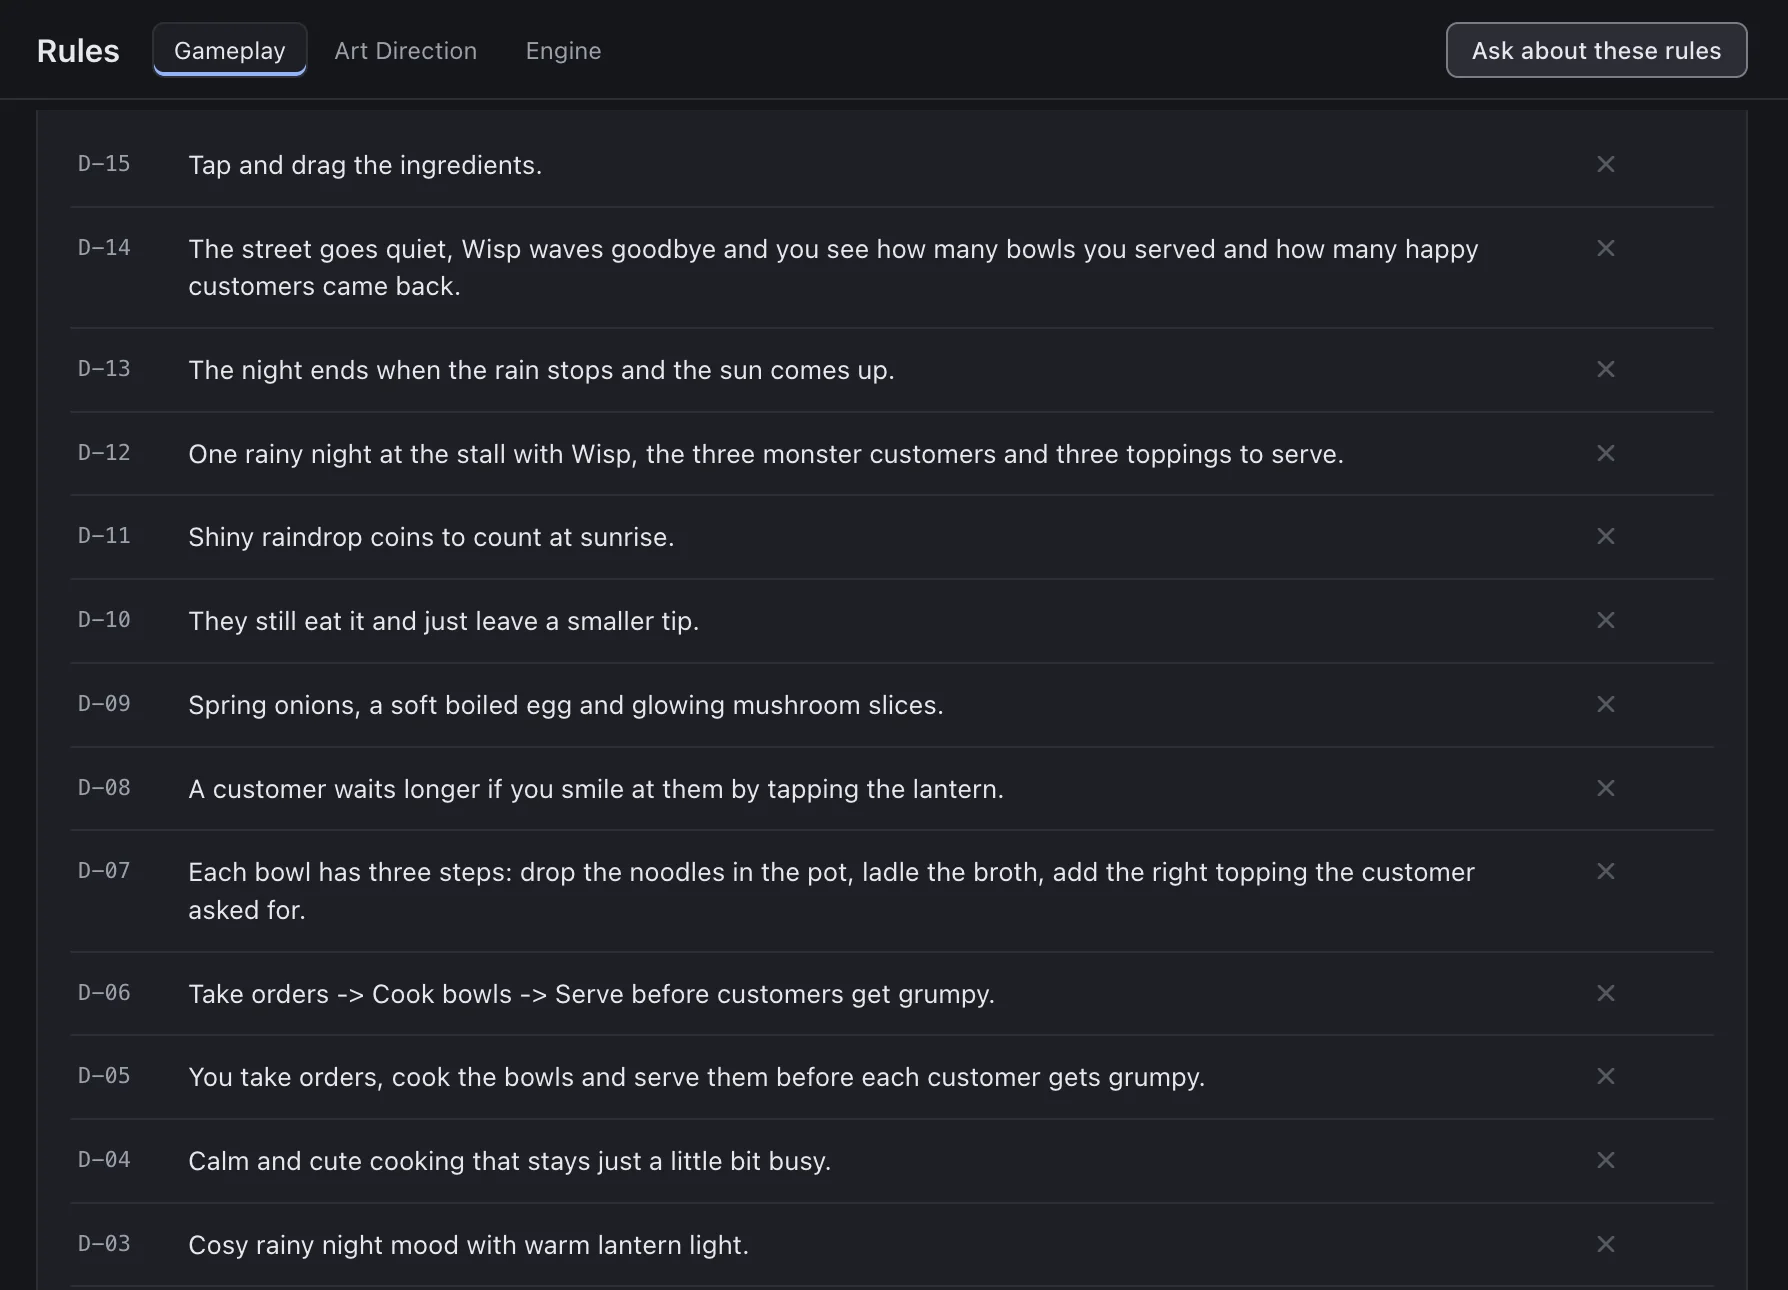 Rules
Gameplay
Art Direction
Engine
Ask about these rules
D–15
Tap and drag the ingredients.
D–14
The street goes quiet, Wisp waves goodbye and you see how many bowls you served and how many happy
customers came back.
D–13
The night ends when the rain stops and the sun comes up.
D–12
One rainy night at the stall with Wisp, the three monster customers and three toppings to serve.
D–11
Shiny raindrop coins to count at sunrise.
D–10
They still eat it and just leave a smaller tip.
D–09
Spring onions, a soft boiled egg and glowing mushroom slices.
D–08
A customer waits longer if you smile at them by tapping the lantern.
D–07
Each bowl has three steps: drop the noodles in the pot, ladle the broth, add the right topping the customer
asked for.
D–06
Take orders -> Cook bowls -> Serve before customers get grumpy.
D–05
You take orders, cook the bowls and serve them before each customer gets grumpy.
D–04
Calm and cute cooking that stays just a little bit busy.
D–03
Cosy rainy night mood with warm lantern light.